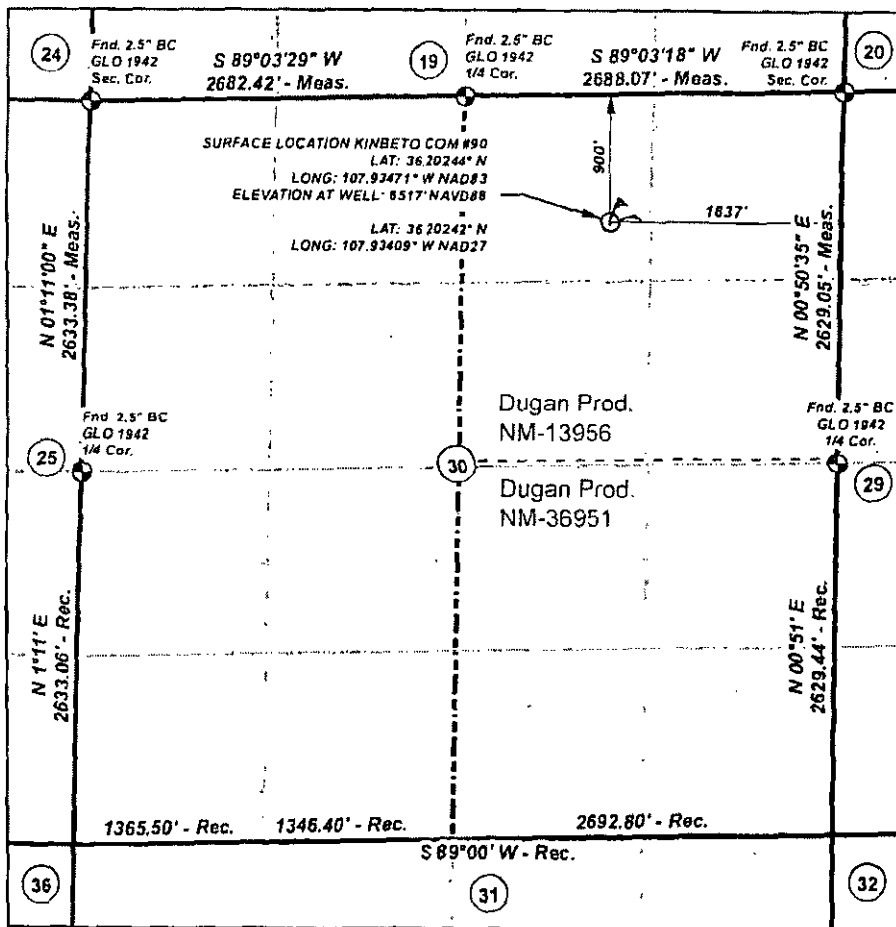 24
Fnd. 2.5" BC
GLO 1942
Sec. Cor.
S 89°03'29" W
2682.42' - Meas.
19
Fnd. 2.5" BC
GLO 1942
1/4 Cor.
S 89°03'18" W
2688.07' - Meas.
Fnd. 2.5" BC
GLO 1942
Sec. Cor.
20
SURFACE LOCATION KINBETO COM #90
LAT: 36.20244° N
LONG: 107.93471° W NAD83
ELEVATION AT WELL: 6517' NAVD88
LAT: 36.20242° N
LONG: 107.93409° W NAD27
900'
1637'
N 01°11'00" E
2633.38' - Meas.
N 00°50'35" E
2629.05' - Meas.
Fnd. 2.5" BC
GLO 1942
1/4 Cor.
25
Dugan Prod.
NM-13956
30
Dugan Prod.
NM-36951
Fnd. 2.5" BC
GLO 1942
1/4 Cor.
29
N 1°11' E
2633.06' - Rec.
N 00°51' E
2629.44' - Rec.
1365.50' - Rec.
1346.40' - Rec.
2692.80' - Rec.
S 89°00' W - Rec.
36
31
32